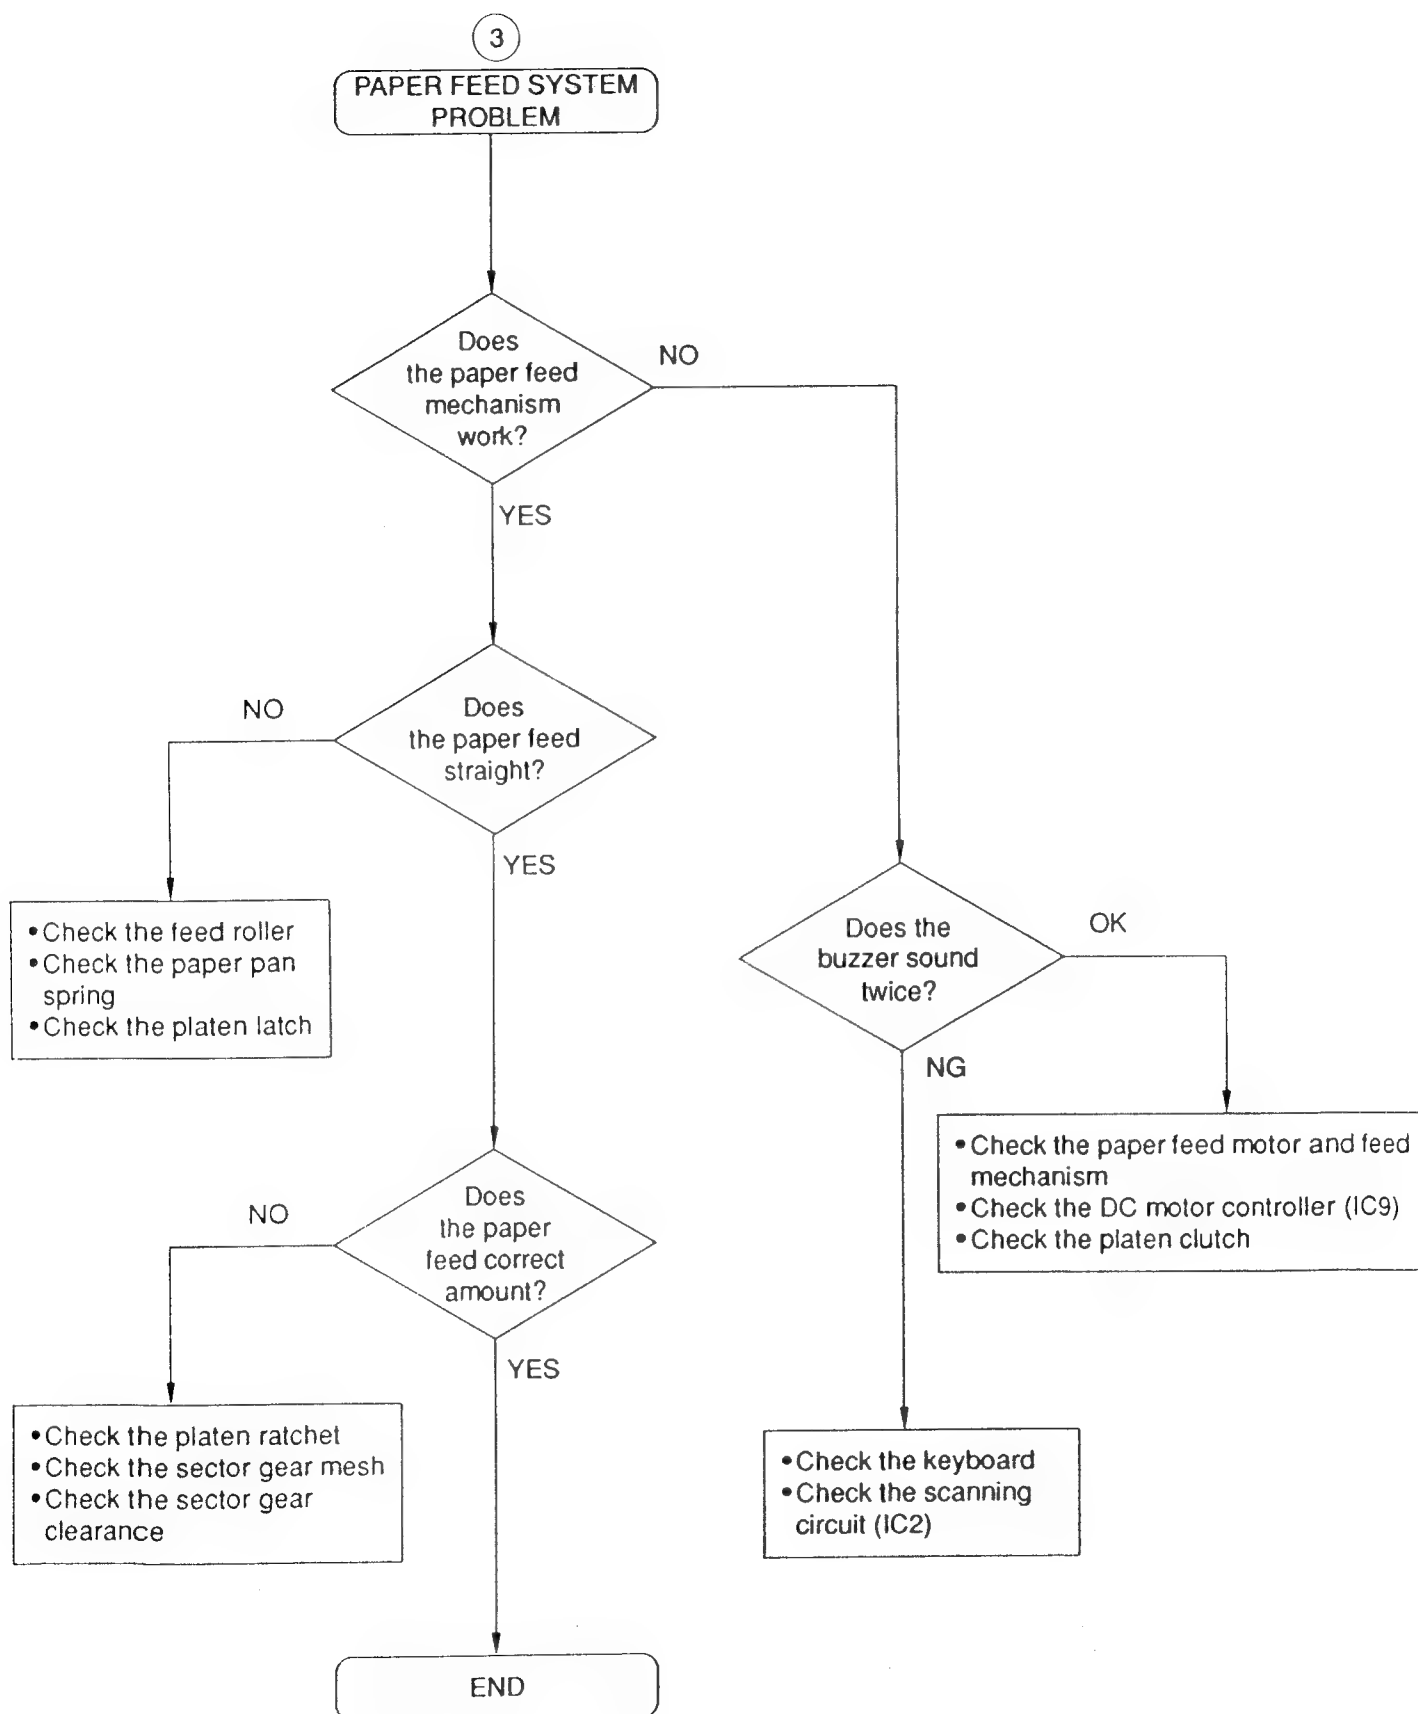 3
PAPER FEED SYSTEM
PROBLEM
Does
the paper feed
mechanism
work?
NO
YES
Does
the paper feed
straight?
NO
YES
• Check the feed roller
• Check the paper pan
spring
• Check the platen latch
Does the
buzzer sound
twice?
OK
NG
• Check the paper feed motor and feed
mechanism
• Check the DC motor controller (IC9)
• Check the platen clutch
Does
the paper
feed correct
amount?
NO
YES
• Check the platen ratchet
• Check the sector gear mesh
• Check the sector gear
clearance
• Check the keyboard
• Check the scanning
circuit (IC2)
END